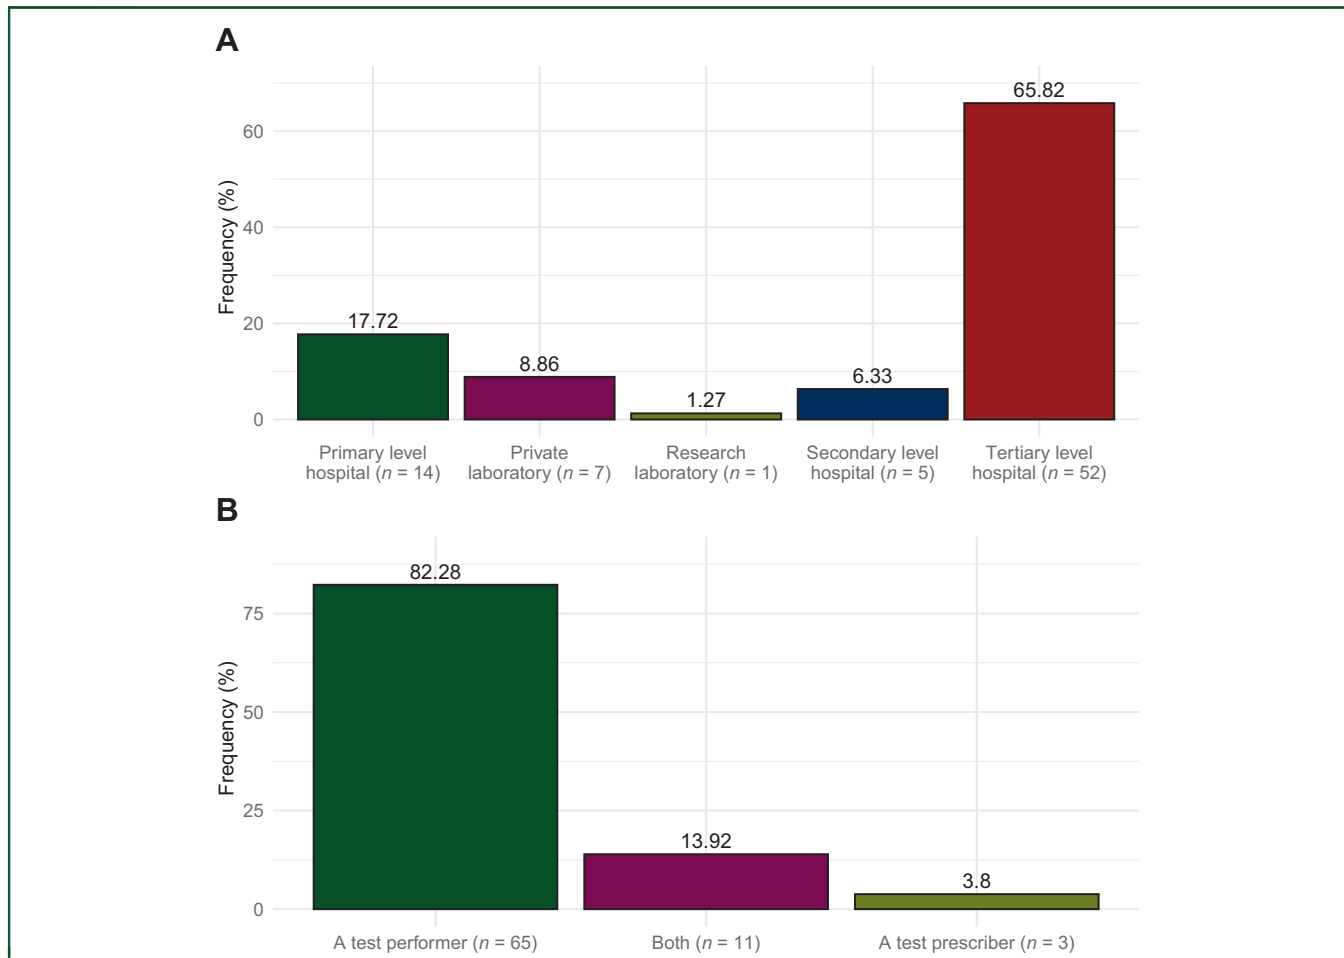 A
Frequency (%)
60
40
20
0
65.82
17.72
8.86
1.27
6.33
Primary level
hospital (n = 14)
Private
laboratory (n = 7)
Research
laboratory (n = 1)
Secondary level
hospital (n = 5)
Tertiary level
hospital (n = 52)
B
Frequency (%)
75
50
25
0
82.28
13.92
3.8
A test performer (n = 65)
Both (n = 11)
A test prescriber (n = 3)